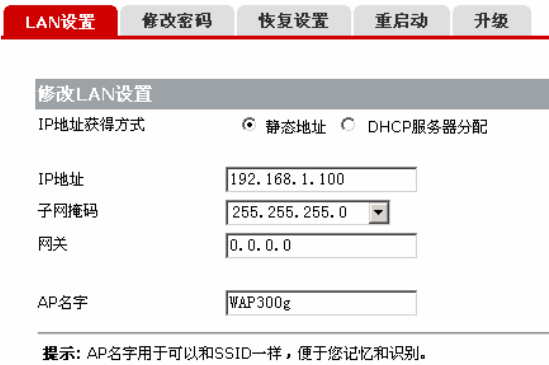 LAN设置 修改密码 恢复设置 重启动 升级
修改LAN设置
IP地址获得方式 静态地址 DHCP服务器分配
IP地址 192.168.1.100
子网掩码 255.255.255.0
网关 0.0.0.0
AP名字 WAP300g
提示: AP名字用于可以和SSID一样，便于您记忆和识别。